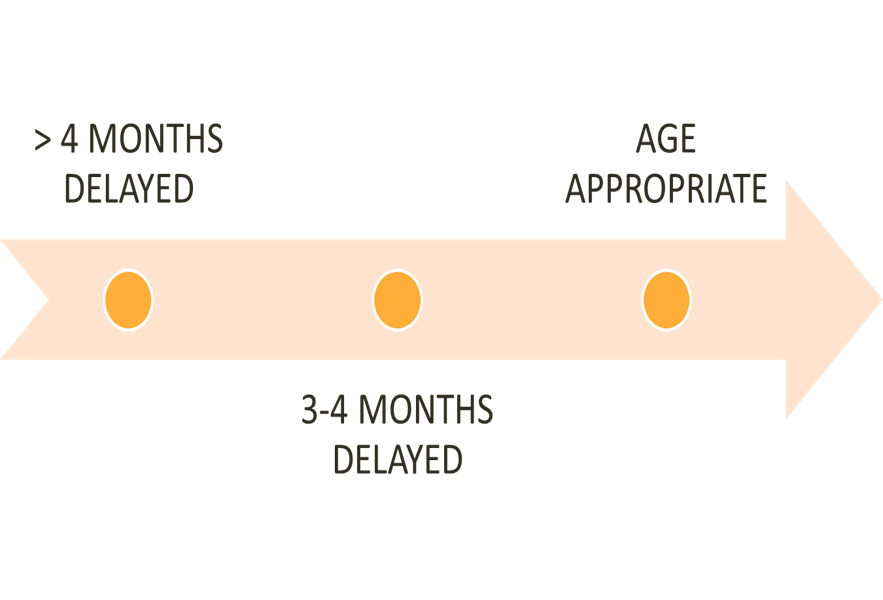 > 4 MONTHS
DELAYED
3-4 MONTHS
DELAYED
AGE
APPROPRIATE